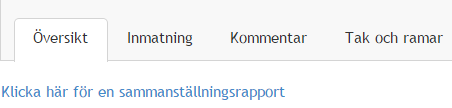 Översikt Inmatning Kommentar Tak och ramar
Klicka här för en sammanställningsrapport